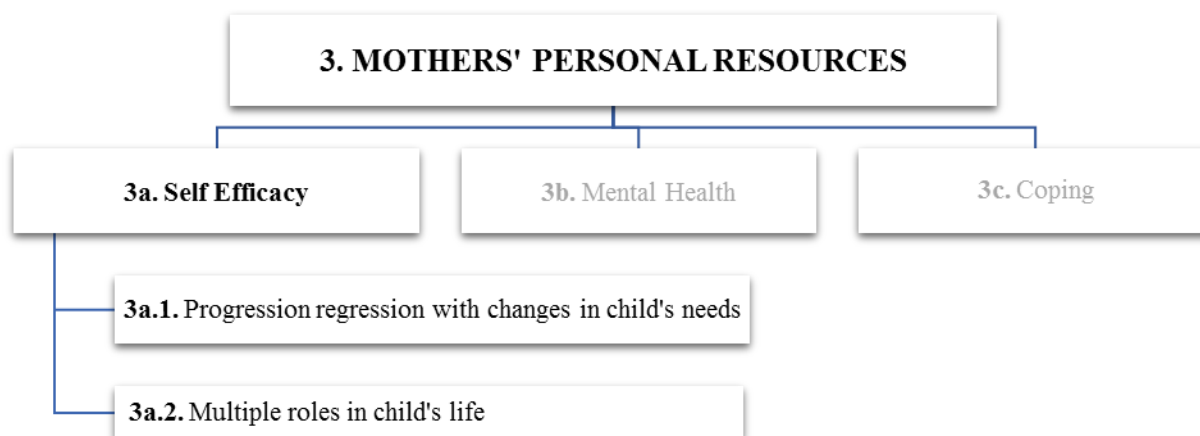 3. MOTHERS' PERSONAL RESOURCES
3a. Self Efficacy
3b. Mental Health
3c. Coping
3a.1. Progression regression with changes in child's needs
3a.2. Multiple roles in child's life